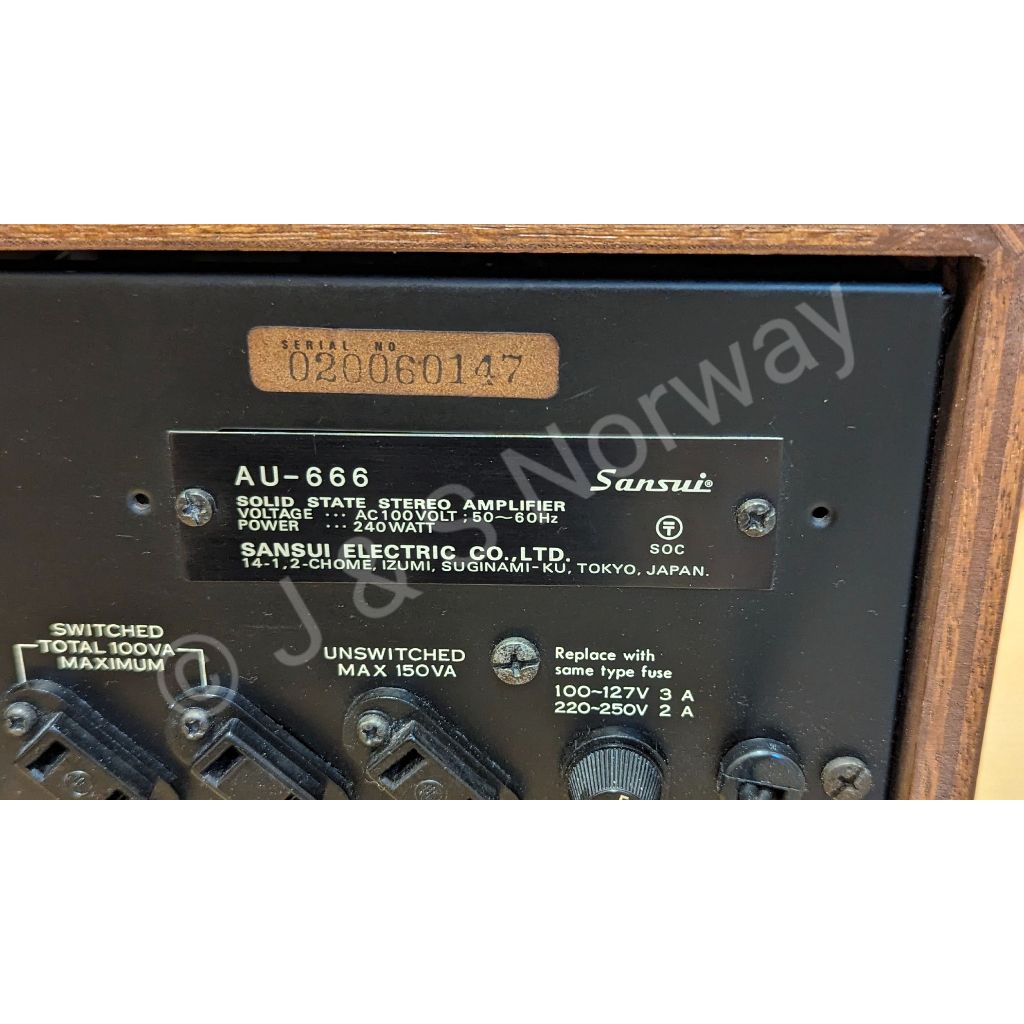 SERIAL NO
020060147
AU-666
Sansui®
SOLID STATE STEREO AMPLIFIER
VOLTAGE ··· AC100VOLT ; 50～60Hz
POWER ··· 240WATT
SANSUI ELECTRIC CO.,LTD.
14-1, 2-CHOME, IZUMI, SUGINAMI-KU, TOKYO, JAPAN.
SOC
SWITCHED
TOTAL 100VA
MAXIMUM
UNSWITCHED
MAX 150VA
Replace with
same type fuse
100~127V 3 A
220~250V 2 A
© J & S Norway